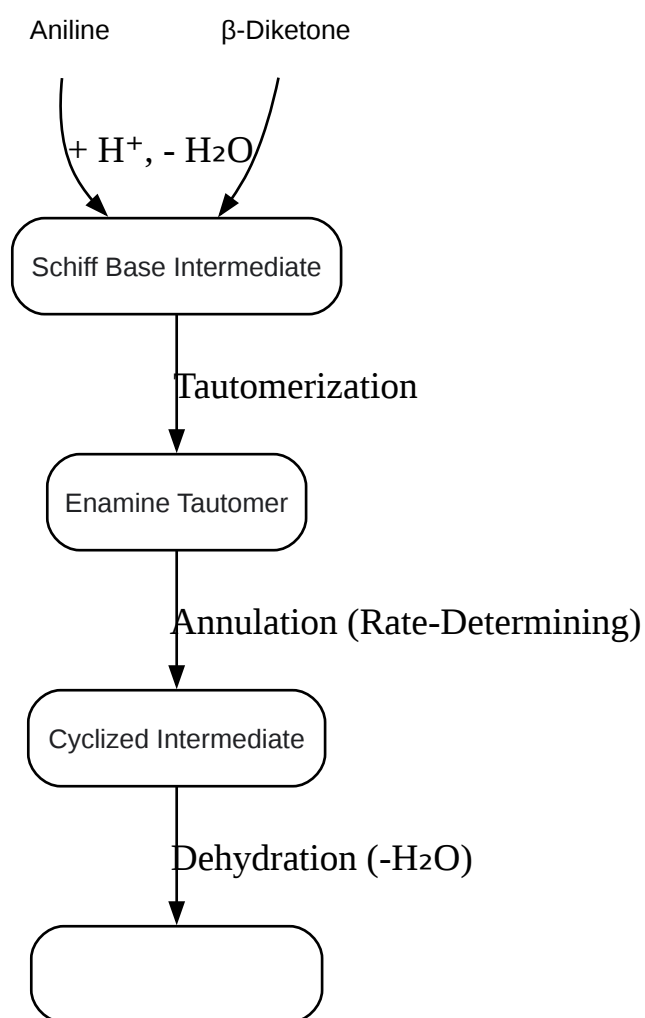 Aniline
β-Diketone
+ H⁺, - H₂O
Schiff Base Intermediate
Tautomerization
Enamine Tautomer
Annulation (Rate-Determining)
Cyclized Intermediate
Dehydration (-H₂O)